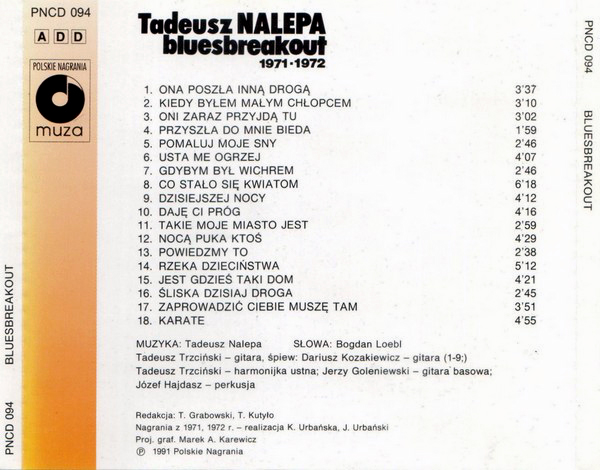 PNCD 094
A D D
POLSKIE NAGRANIA
muza
Tadeusz NALEPA
bluesbreakout
1971·1972
1. ONA POSZŁA INNĄ DROGĄ 3'37
2. KIEDY BYŁEM MAŁYM CHŁOPCEM 3'10
3. ONI ZARAZ PRZYJDĄ TU 3'02
4. PRZYSZŁA DO MNIE BIEDA 1'59
5. POMALUJ MOJE SNY 2'46
6. USTA ME OGRZEJ 4'07
7. GDYBYM BYŁ WICHREM 2'46
8. CO STAŁO SIĘ KWIATOM 6'18
9. DZISIEJSZEJ NOCY 4'12
10. DAJĘ CI PRÓG 4'16
11. TAKIE MOJE MIASTO JEST 2'59
12. NOCĄ PUKA KTOŚ 4'29
13. POWIEDZMY TO 2'38
14. RZEKA DZIECIŃSTWA 5'12
15. JEST GDZIEŚ TAKI DOM 4'21
16. ŚLISKA DZISIAJ DROGA 2'45
17. ZAPROWADZIĆ CIEBIE MUSZĘ TAM 3'51
18. KARATE 4'55
MUZYKA: Tadeusz Nalepa SŁOWA: Bogdan Loebl
Tadeusz Trzciński – gitara, śpiew: Dariusz Kozakiewicz – gitara (1-9;)
Tadeusz Trzciński – harmonijka ustna; Jerzy Goleniewski – gitara basowa;
Józef Hajdasz – perkusja
Redakcja: T. Grabowski, T. Kutyło
Nagrania z 1971, 1972 r. – realizacja K. Urbańska, J. Urbański
Proj. graf. Marek A. Karewicz
Ⓟ 1991 Polskie Nagrania
PNCD 094 BLUESBREAKOUT
PNCD 094 BLUESBREAKOUT